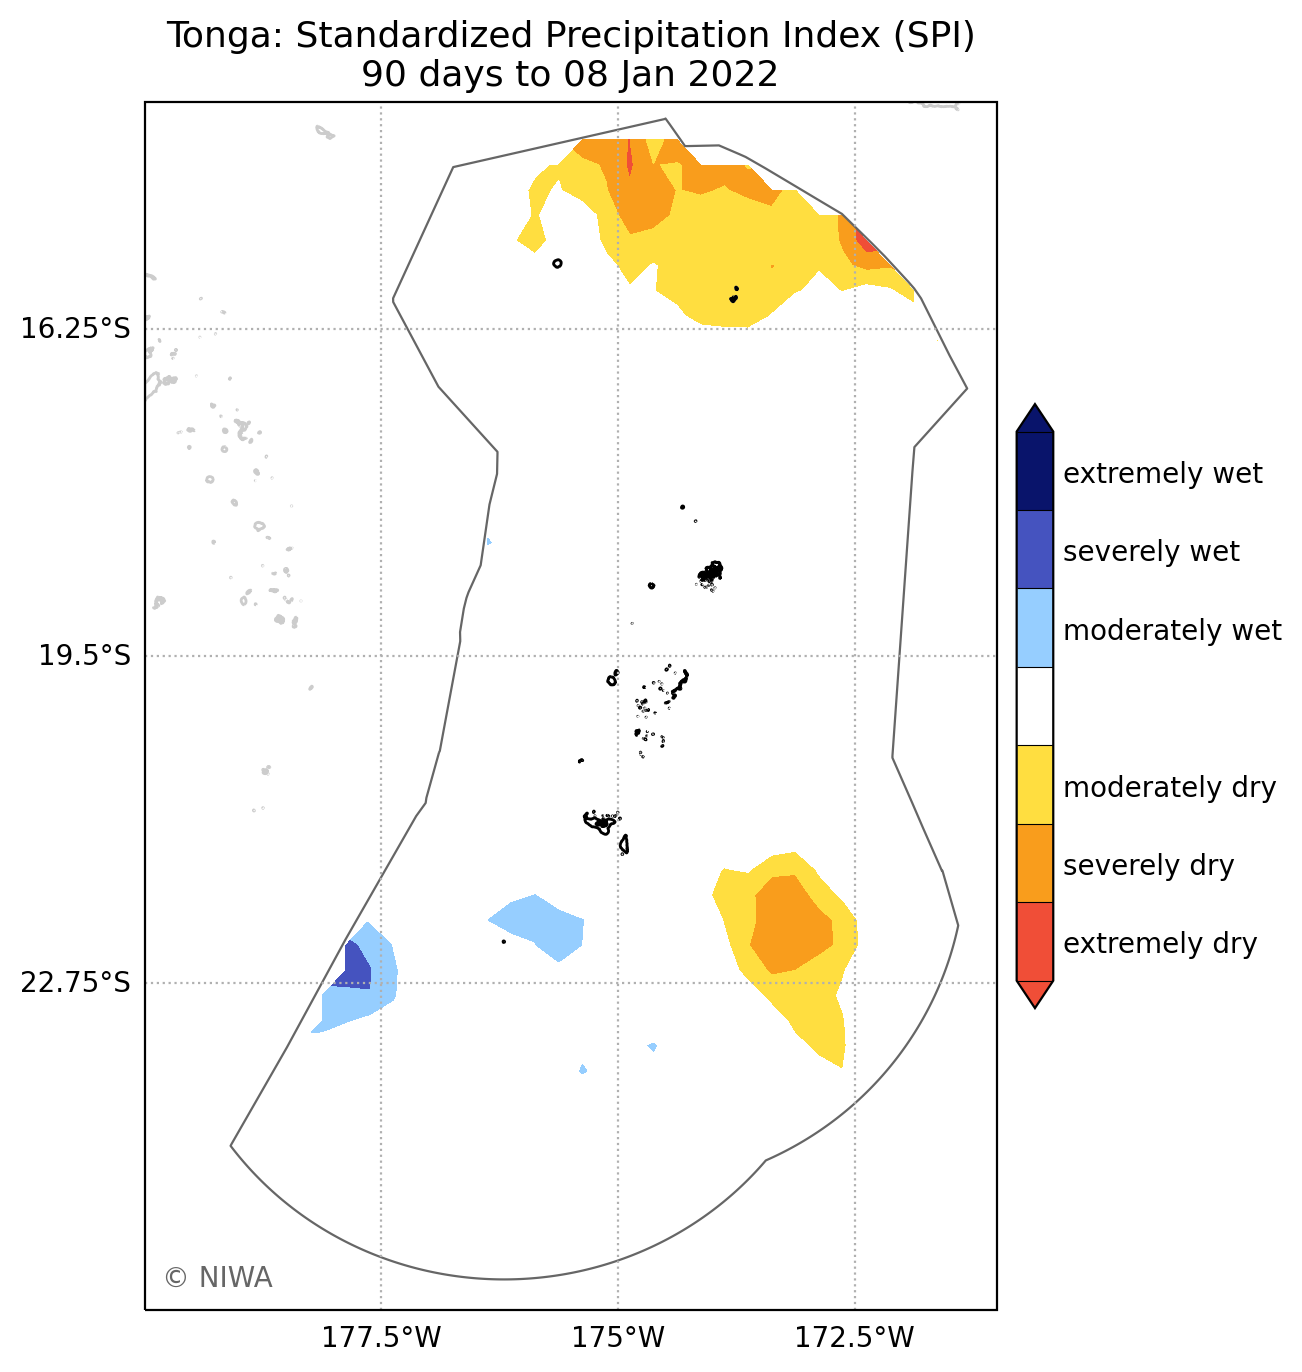 Tonga: Standardized Precipitation Index (SPI)
90 days to 08 Jan 2022
16.25°S
19.5°S
22.75°S
177.5°W
175°W
172.5°W
extremely wet
severely wet
moderately wet
moderately dry
severely dry
extremely dry
© NIWA